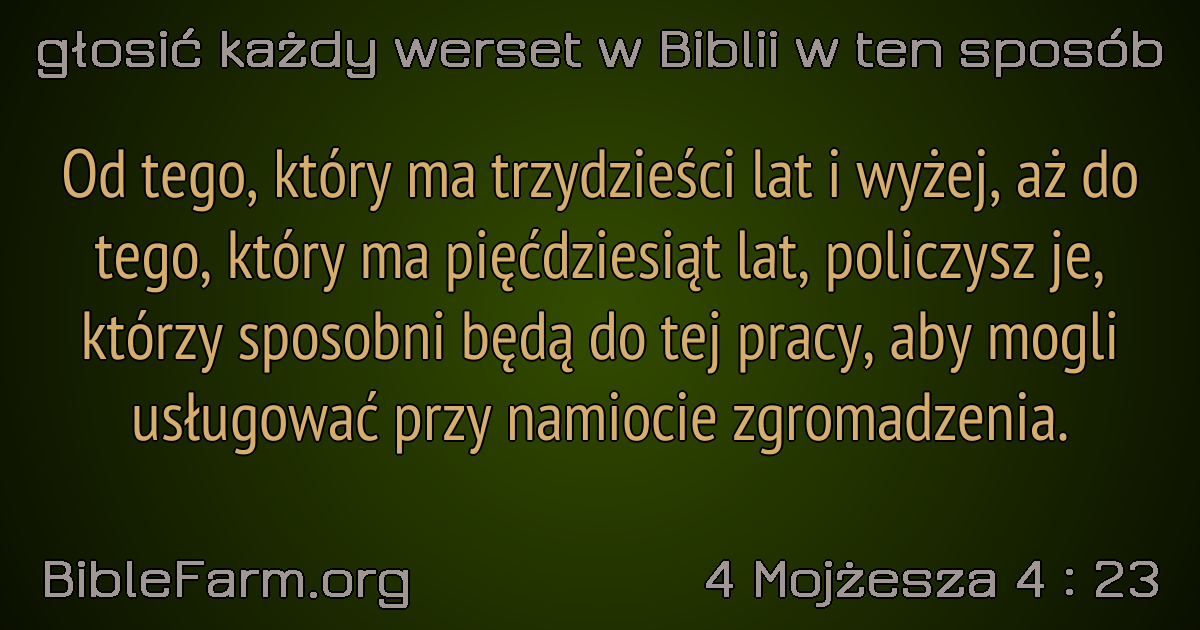 głosić każdy werset w Biblii w ten sposób
Od tego, który ma trzydzieści lat i wyżej, aż do
tego, który ma pięćdziesiąt lat, policzysz je,
którzy sposobni będą do tej pracy, aby mogli
usługować przy namiocie zgromadzenia.
BibleFarm.org
4 Mojżesza 4 : 23